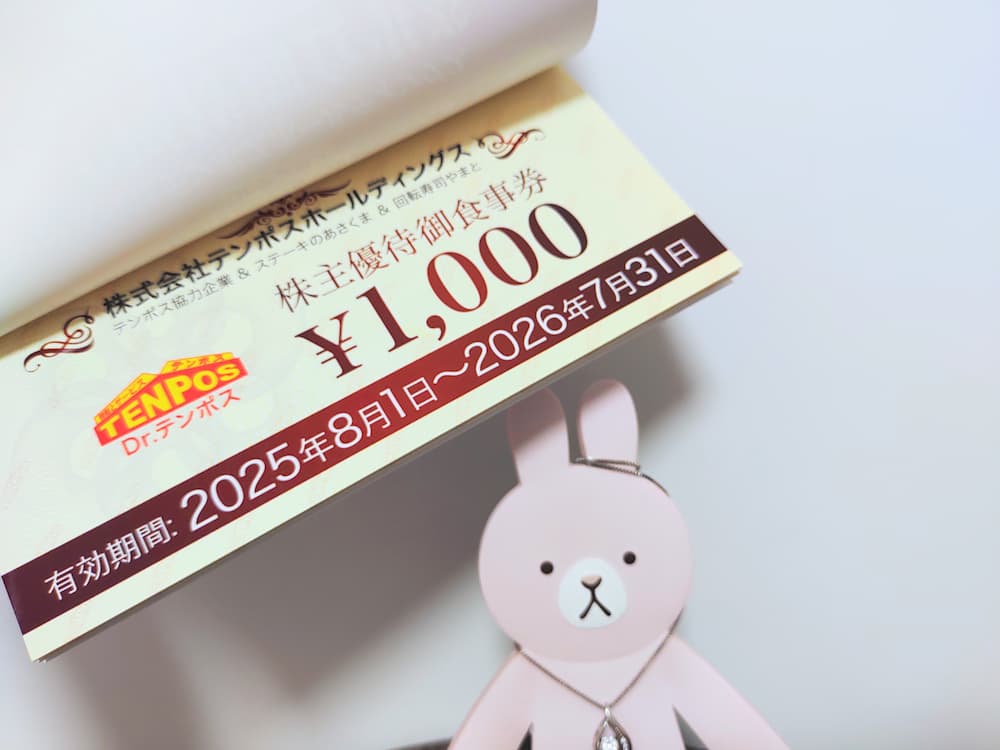 株式会社テンポスホールディングス
テンポス協力企業 & ステーキのあさくま & 回転寿司やまと
株主優待御食事券
¥1,000
テンポス
TENPOS
Dr.テンポス
有効期間: 2025年8月1日〜2026年7月31日